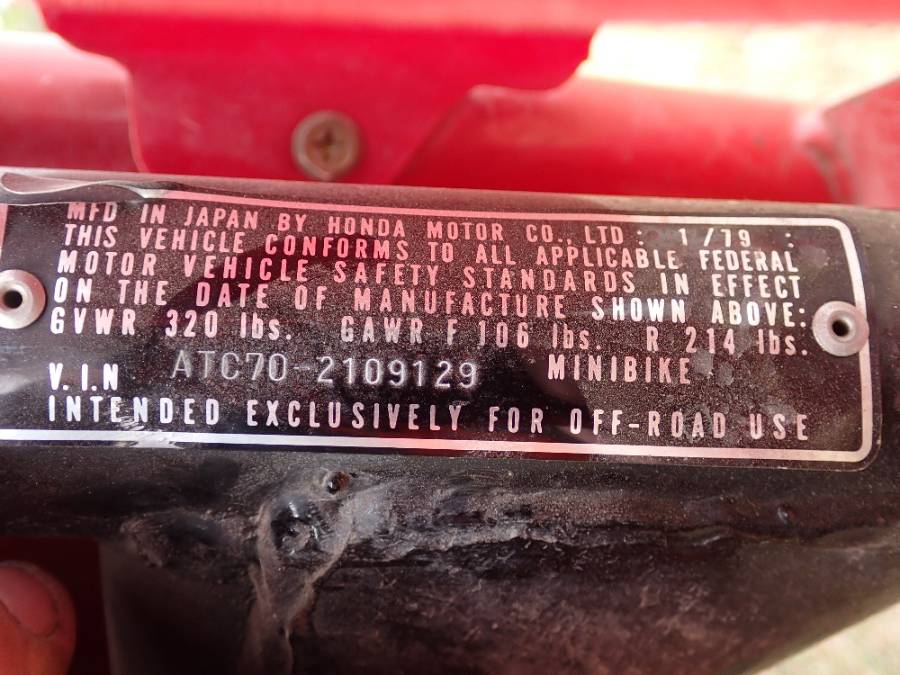 MFD IN JAPAN BY HONDA MOTOR CO., LTD : 1/79 :
THIS VEHICLE CONFORMS TO ALL APPLICABLE FEDERAL
MOTOR VEHICLE SAFETY STANDARDS IN EFFECT
ON THE DATE OF MANUFACTURE SHOWN ABOVE:
GVWR 320 lbs. GAWR F 106 lbs. R 214 lbs.
V.I.N ATC70-2109129 MINIBIKE
INTENDED EXCLUSIVELY FOR OFF-ROAD USE